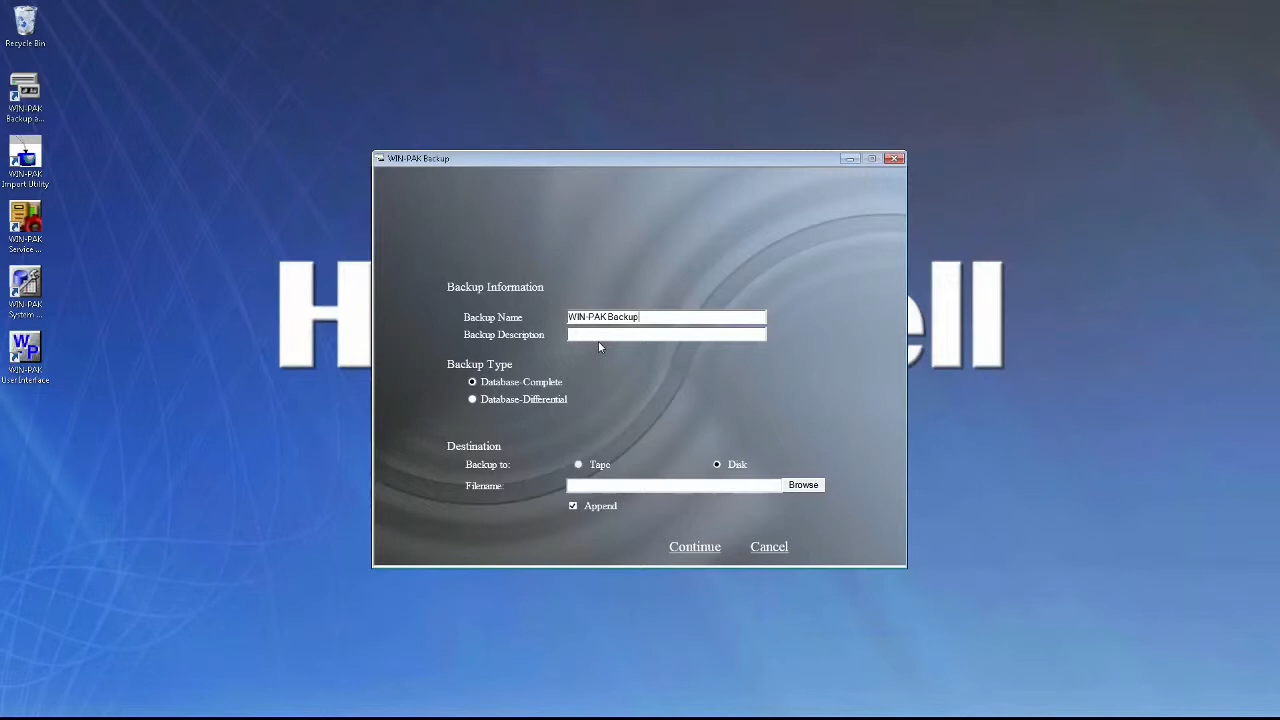 Recycle Bin
WIN-PAK
Backup a...
WIN-PAK
Import Utility
WIN-PAK
Service ...
WIN-PAK
System ...
WP
WIN-PAK
User Interface
H
ell
WIN-PAK Backup
Backup Information
Backup Name WIN-PAK Backup
Backup Description
Backup Type
Database-Complete
Database-Differential
Destination
Backup to: Tape Disk
Filename: Browse
Append
Continue Cancel